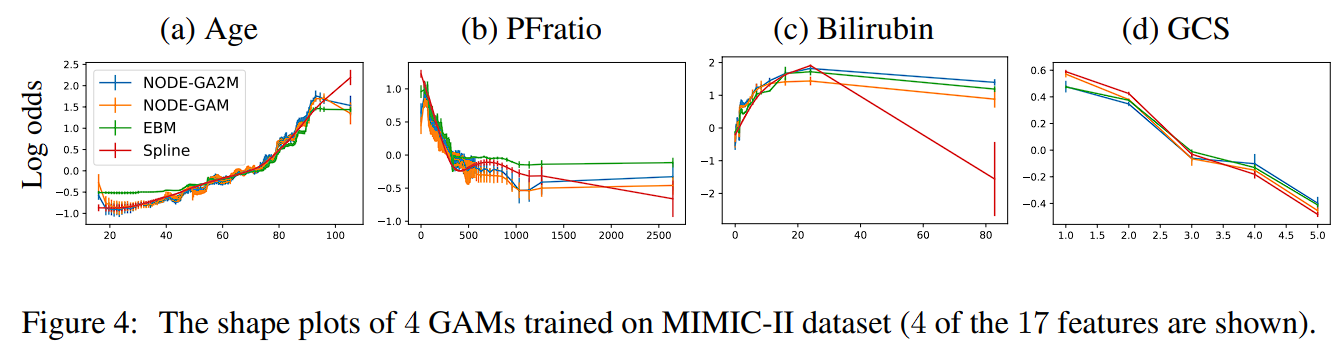 (a) Age
(b) PFratio
(c) Bilirubin
(d) GCS
Log odds
2.5
2.0
1.5
1.0
0.5
0.0
−0.5
−1.0
NODE-GA2M
NODE-GAM
EBM
Spline
20 40 60 80 100
1.0
0.5
0.0
−0.5
−1.0
0 500 1000 1500 2000 2500
2
1
0
−1
−2
0 20 40 60 80
0.6
0.4
0.2
0.0
−0.2
−0.4
1.0 1.5 2.0 2.5 3.0 3.5 4.0 4.5 5.0
Figure 4: The shape plots of 4 GAMs trained on MIMIC-II dataset (4 of the 17 features are shown).